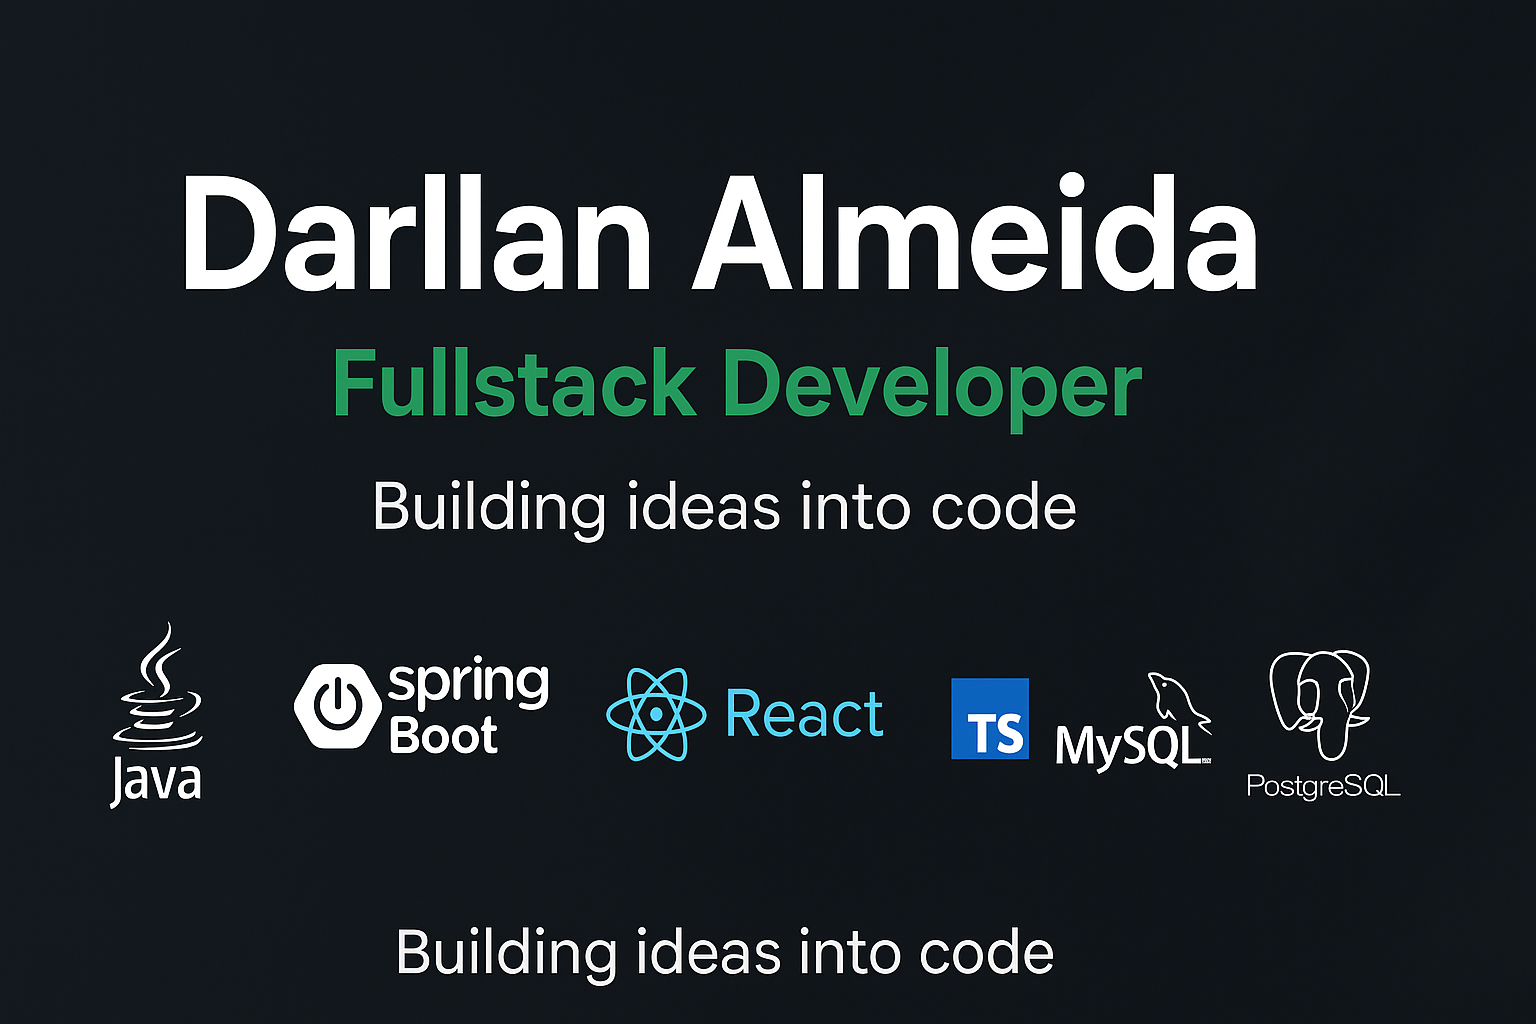 Darllan Almeida
Fullstack Developer
Building ideas into code
Java
spring
Boot
React
TS
MySQL
PostgreSQL
Building ideas into code